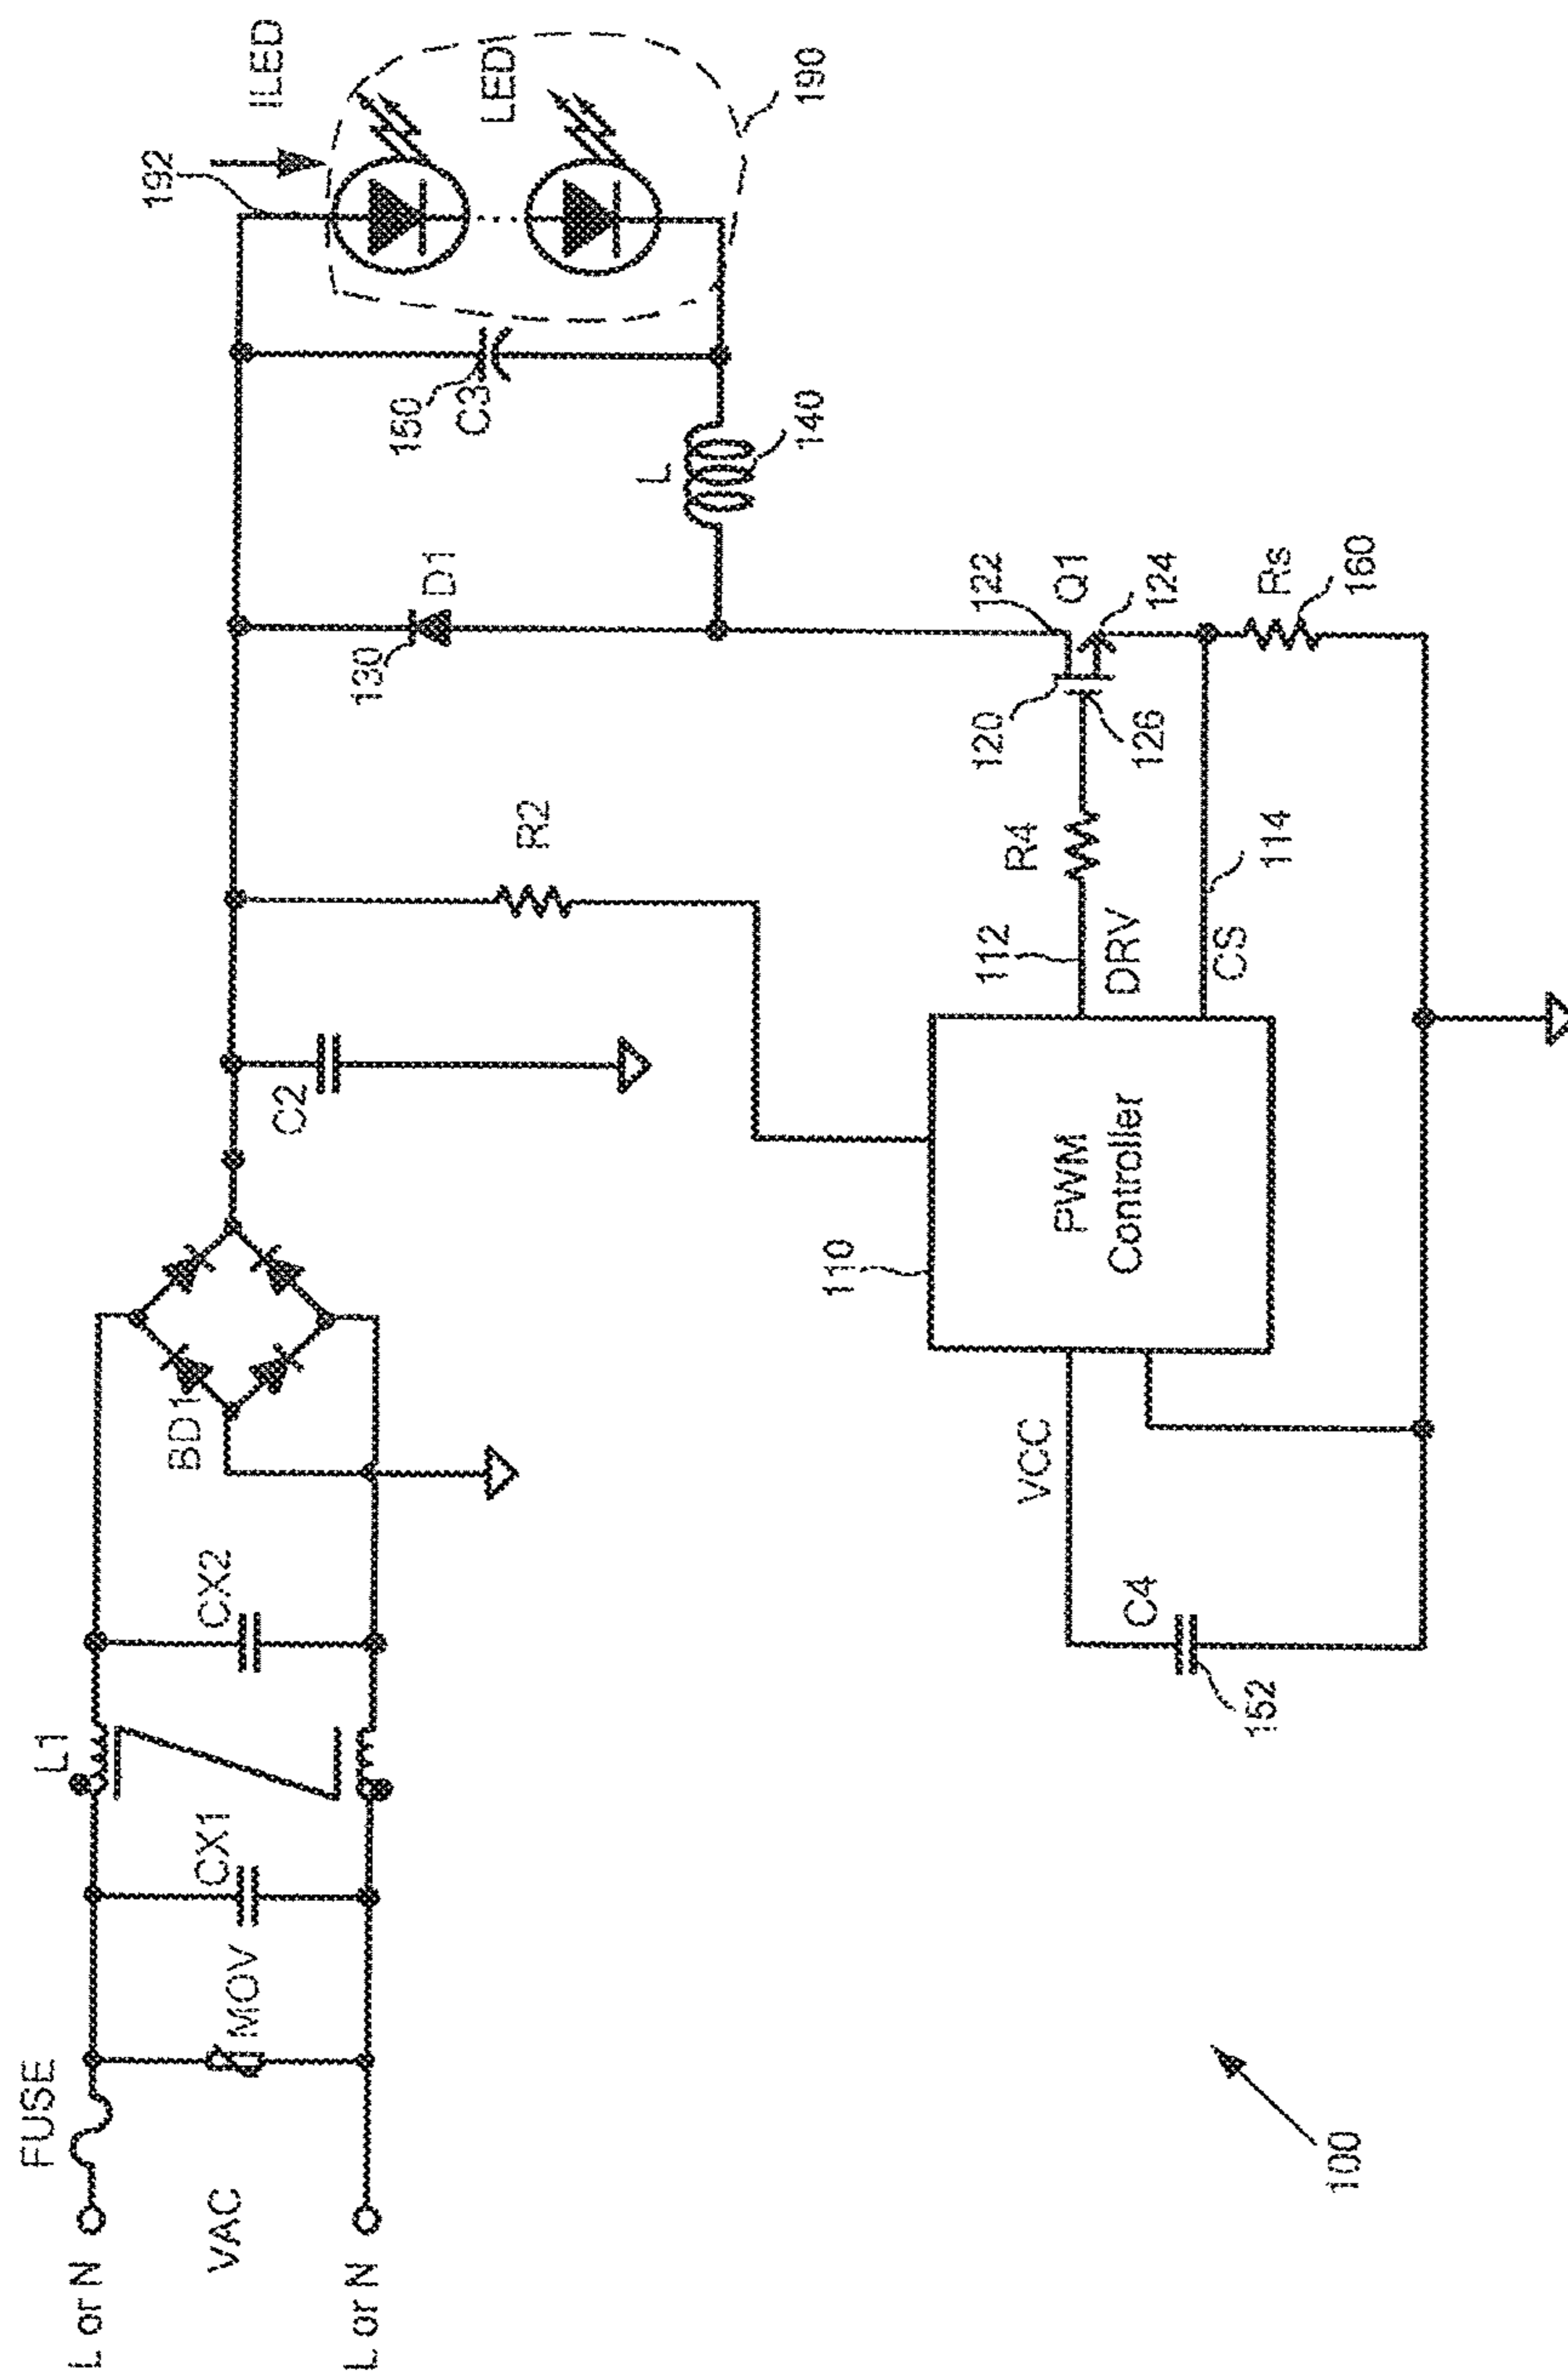 L or N
VAC
L or N
FUSE
MOV
CX1
L1
CX2
BD1
C2
R2
D1
130
150
C3
192
ILED
LED
190
L
140
110
PWM
Controller
112
DRV
R4
120
126
122
Q1
124
CS
114
Rs
160
VCC
C4
152
100